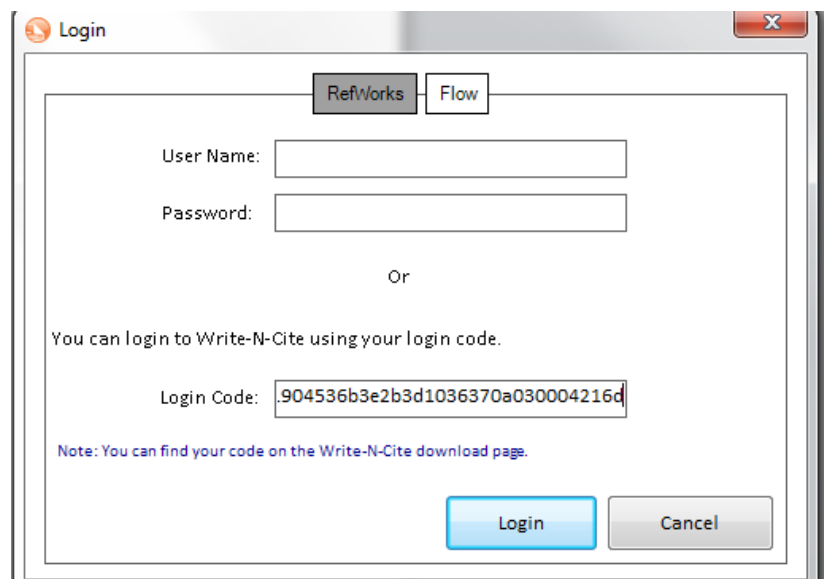 Login
RefWorks Flow
User Name:
Password:
Or
You can login to Write-N-Cite using your login code.
Login Code: .904536b3e2b3d1036370a030004216d
Note: You can find your code on the Write-N-Cite download page.
Login Cancel